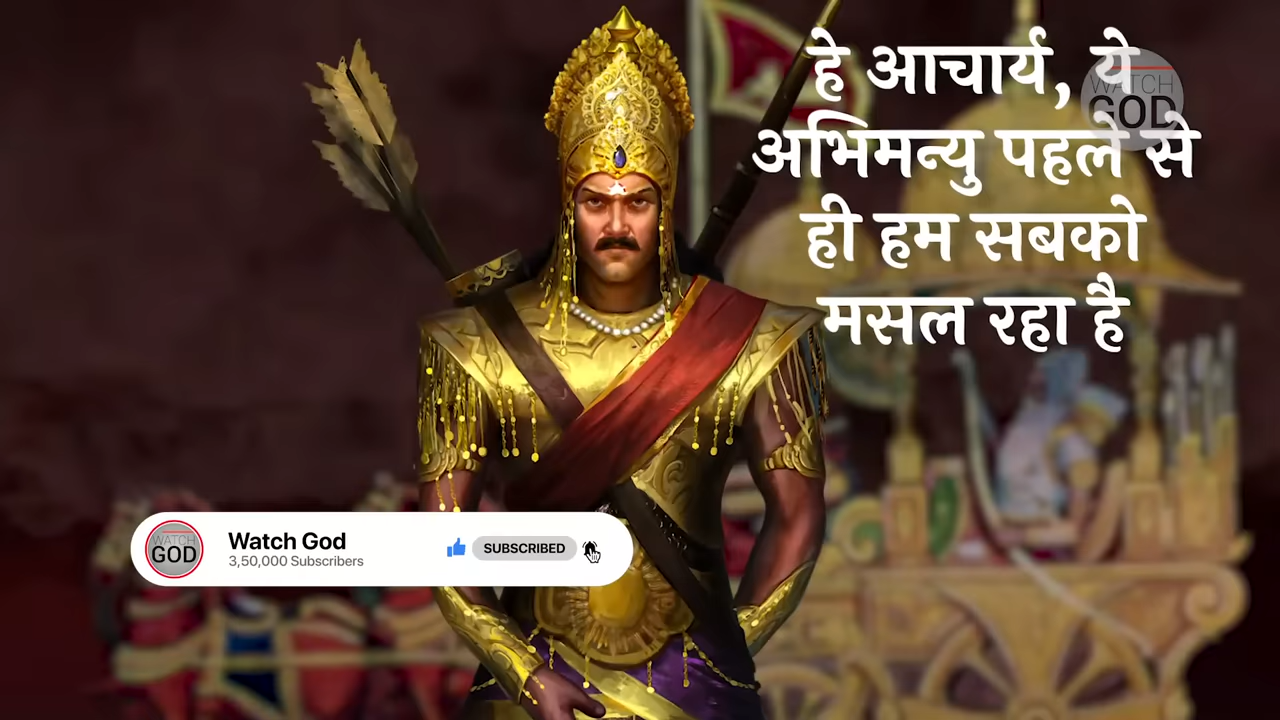 हे आचार्य, ये
अभिमन्यु पहले से
ही हम सबको
मसल रहा है
WATCH
GOD
WATCH
GOD
Watch God
3,50,000 Subscribers
SUBSCRIBED